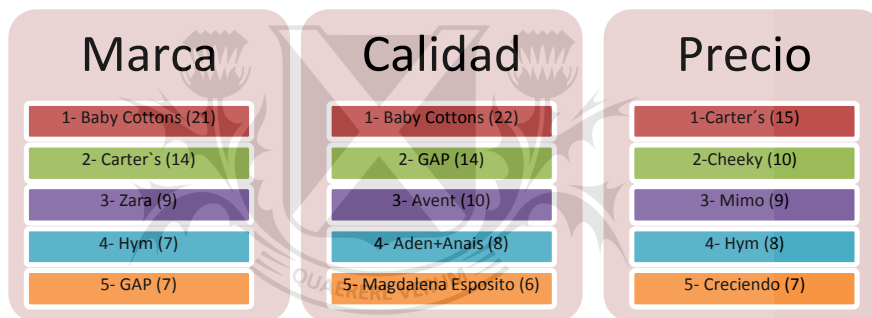 Marca
1- Baby Cottons (21)
2- Carter`s (14)
3- Zara (9)
4- Hym (7)
5- GAP (7)
Calidad
1- Baby Cottons (22)
2- GAP (14)
3- Avent (10)
4- Aden+Anais (8)
5- Magdalena Esposito (6)
Precio
1-Carter´s (15)
2-Cheeky (10)
3- Mimo (9)
4- Hym (8)
5- Creciendo (7)
QUAERERE VERUM